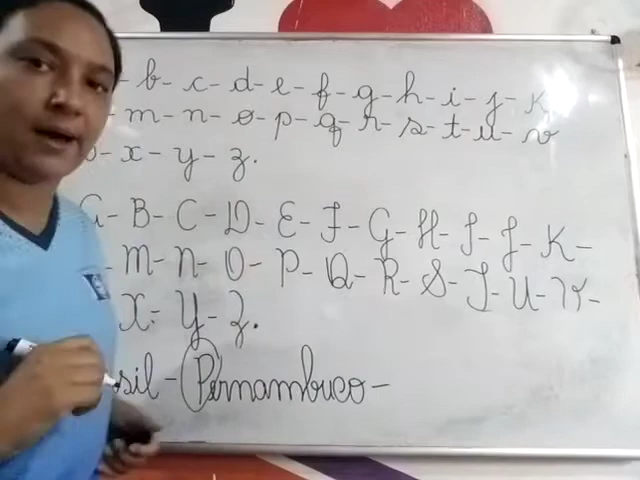 - b - c - d - e - f - g - h - i - j - k
- m - n - o - p - q - r - s - t - u - v
- x - y - z.
A - B - C - D - E - F - G - H - I - J - K -
- M - N - O - P - Q - R - S - T - U - V -
X - Y - Z.
sil - Pernambuco -